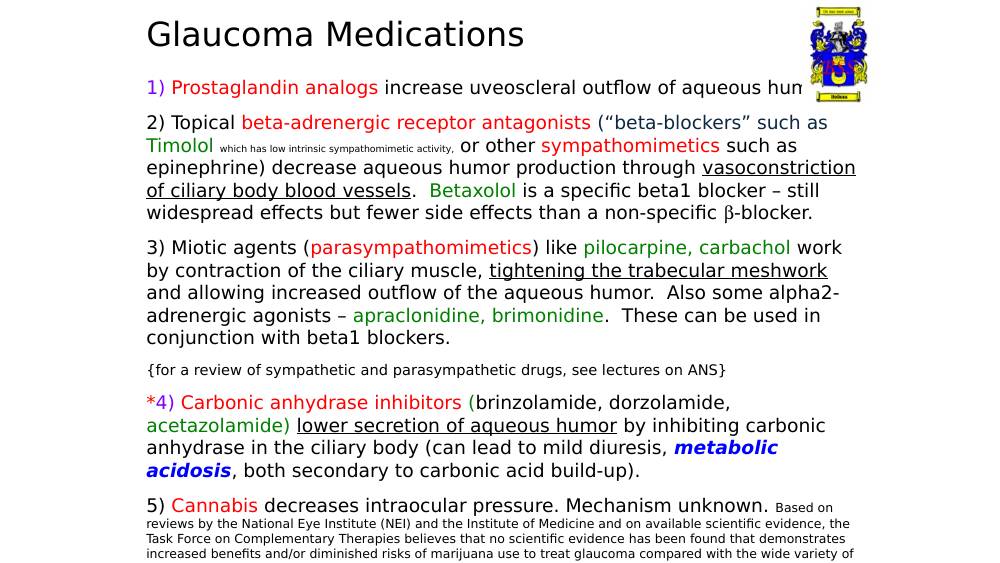 Glaucoma Medications
1) Prostaglandin analogs increase uveoscleral outflow of aqueous hum
2) Topical beta-adrenergic receptor antagonists (“beta-blockers” such as
Timolol which has low intrinsic sympathomimetic activity, or other sympathomimetics such as
epinephrine) decrease aqueous humor production through vasoconstriction
of ciliary body blood vessels.  Betaxolol is a specific beta1 blocker – still
widespread effects but fewer side effects than a non-specific β-blocker.
3) Miotic agents (parasympathomimetics) like pilocarpine, carbachol work
by contraction of the ciliary muscle, tightening the trabecular meshwork
and allowing increased outflow of the aqueous humor.  Also some alpha2-
adrenergic agonists – apraclonidine, brimonidine.  These can be used in
conjunction with beta1 blockers.
{for a review of sympathetic and parasympathetic drugs, see lectures on ANS}
*4) Carbonic anhydrase inhibitors (brinzolamide, dorzolamide,
acetazolamide) lower secretion of aqueous humor by inhibiting carbonic
anhydrase in the ciliary body (can lead to mild diuresis, metabolic
acidosis, both secondary to carbonic acid build-up).
5) Cannabis decreases intraocular pressure. Mechanism unknown. Based on
reviews by the National Eye Institute (NEI) and the Institute of Medicine and on available scientific evidence, the
Task Force on Complementary Therapies believes that no scientific evidence has been found that demonstrates
increased benefits and/or diminished risks of marijuana use to treat glaucoma compared with the wide variety of